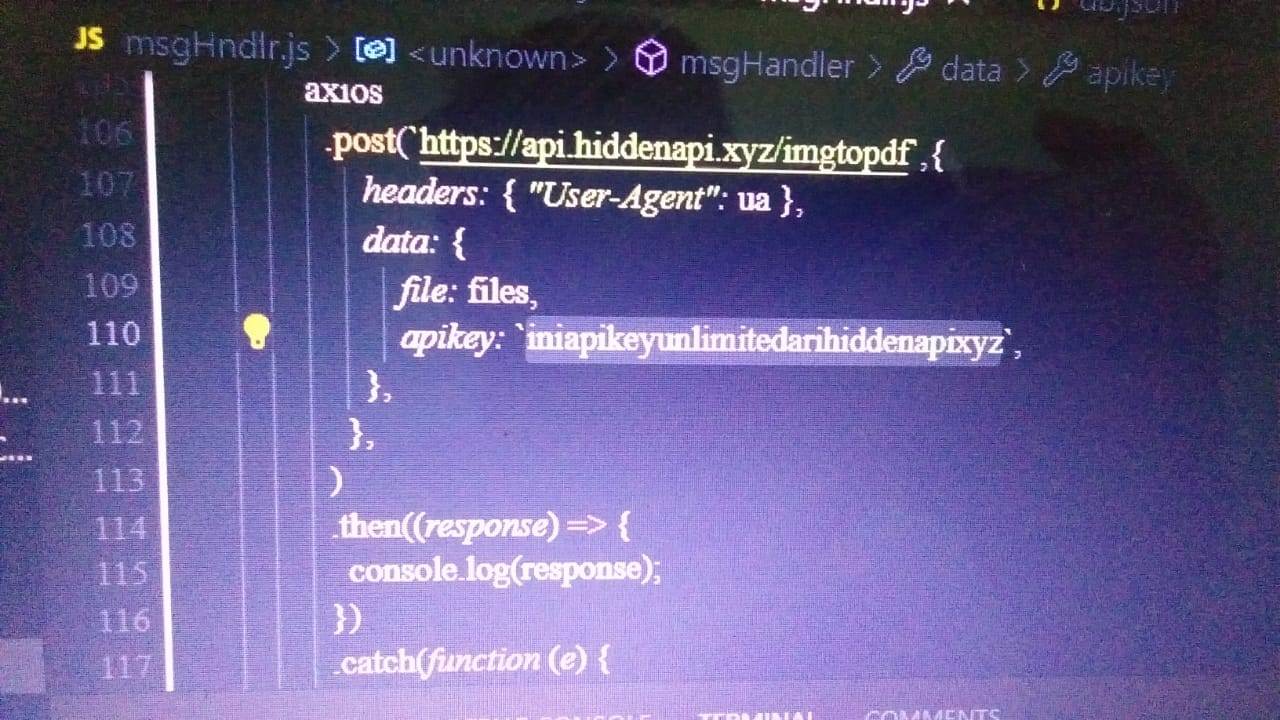 msgHndlr.js
db.json
JS msgHndlr.js > <unknown> > msgHandler > data > apikey
105 axios
106 .post(`https://api.hiddenapi.xyz/imgtopdf`,{
107 headers: { "User-Agent": ua },
108 data: {
109 file: files,
110 apikey: `iniapikeyunlimitedarihiddenapixyz`,
111 },
112 },
113 )
114 .then((response) => {
115 console.log(response);
116 })
117 .catch(function (e) {
CONSOLE TERMINAL COMMENTS